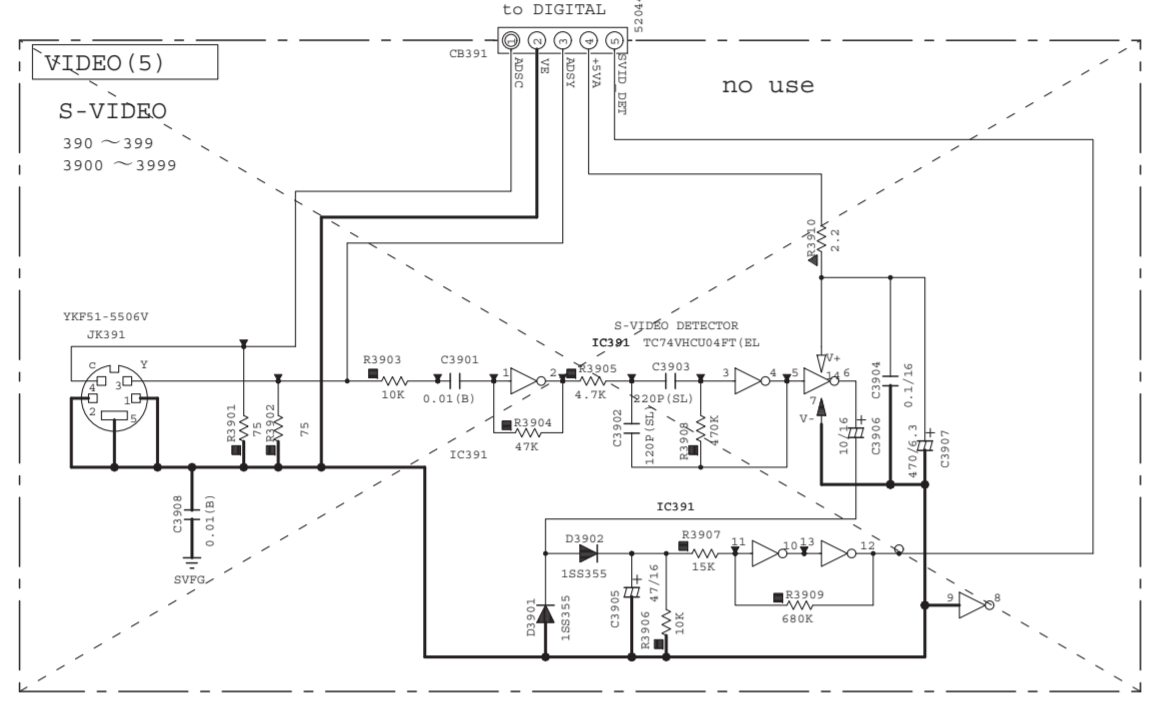 to DIGITAL
CB391
1
2
3
4
5
ADSC
VE
ADSY
+5VA
SVID_DET
VIDEO(5)
no use
S-VIDEO
390 ~399
3900 ~3999
R3910
2.2
YKF51-5506V
JK391
C
Y
4
3
2
1
5
S-VIDEO DETECTOR
IC391 TC74VHCU04FT(EL
R3903
10K
C3901
0.01(B)
1
2
R3904
47K
IC391
R3905
4.7K
C3902
120P(SL)
C3903
220P(SL)
R3908
470K
3
4
5
14
6
V+
7
V-
C3904
0.1/16
10/16
C3906
470/6.3
C3907
R3901
75
R3902
75
C3908
0.01(B)
SVFG
IC391
D3902
1SS355
D3901
1SS355
C3905
47/16
R3906
10K
R3907
15K
11
10
13
12
R3909
680K
9
8